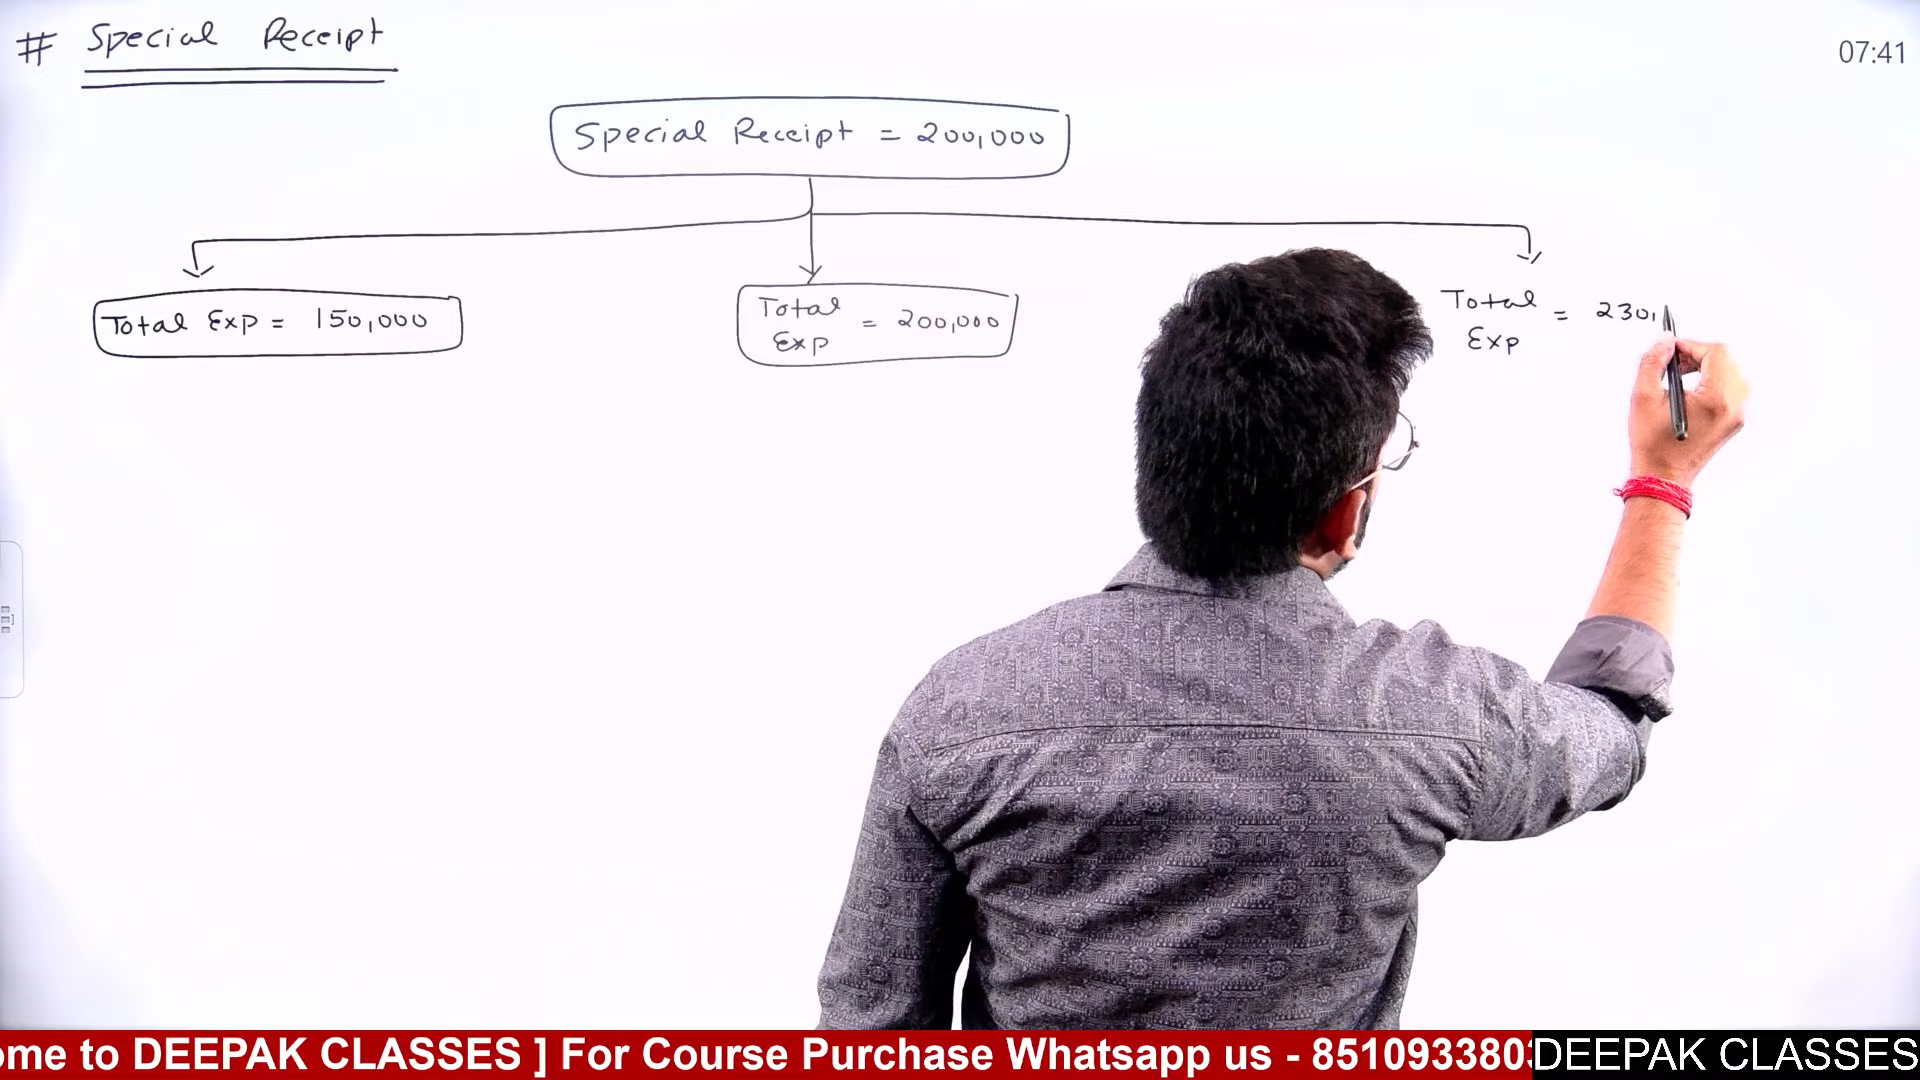 # Special Receipt
07:41
Special Receipt = 200,000
Total Exp = 150,000
Total Exp = 200,000
Total Exp = 230,
ome to DEEPAK CLASSES ] For Course Purchase Whatsapp us - 851093380
DEEPAK CLASSES